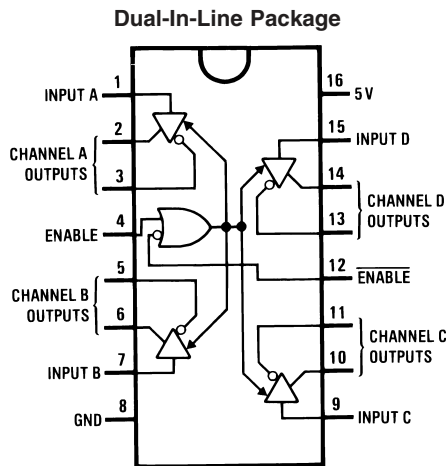 Dual-In-Line Package
1
INPUT A
2
CHANNEL A
OUTPUTS
3
4
ENABLE
5
CHANNEL B
OUTPUTS
6
7
INPUT B
8
GND
16
5V
15
INPUT D
14
CHANNEL D
OUTPUTS
13
12
ENABLE
11
CHANNEL C
OUTPUTS
10
9
INPUT C